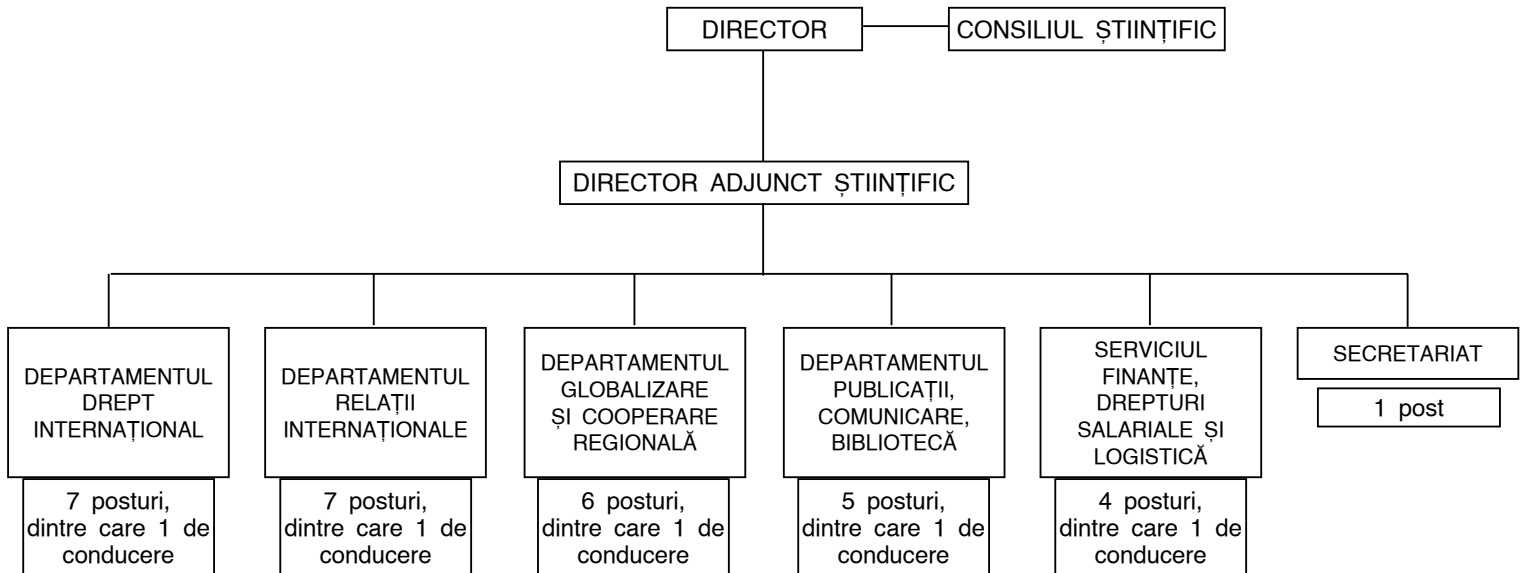 DIRECTOR
CONSILIUL ȘTIINȚIFIC
DIRECTOR ADJUNCT ȘTIINȚIFIC
DEPARTAMENTUL
DREPT
INTERNAȚIONAL
7 posturi,
dintre care 1 de
conducere
DEPARTAMENTUL
RELAȚII
INTERNAȚIONALE
7 posturi,
dintre care 1 de
conducere
DEPARTAMENTUL
GLOBALIZARE
ȘI COOPERARE
REGIONALĂ
6 posturi,
dintre care 1 de
conducere
DEPARTAMENTUL
PUBLICAȚII,
COMUNICARE,
BIBLIOTECĂ
5 posturi,
dintre care 1 de
conducere
SERVICIUL
FINANȚE,
DREPTURI
SALARIALE ȘI
LOGISTICĂ
4 posturi,
dintre care 1 de
conducere
SECRETARIAT
1 post